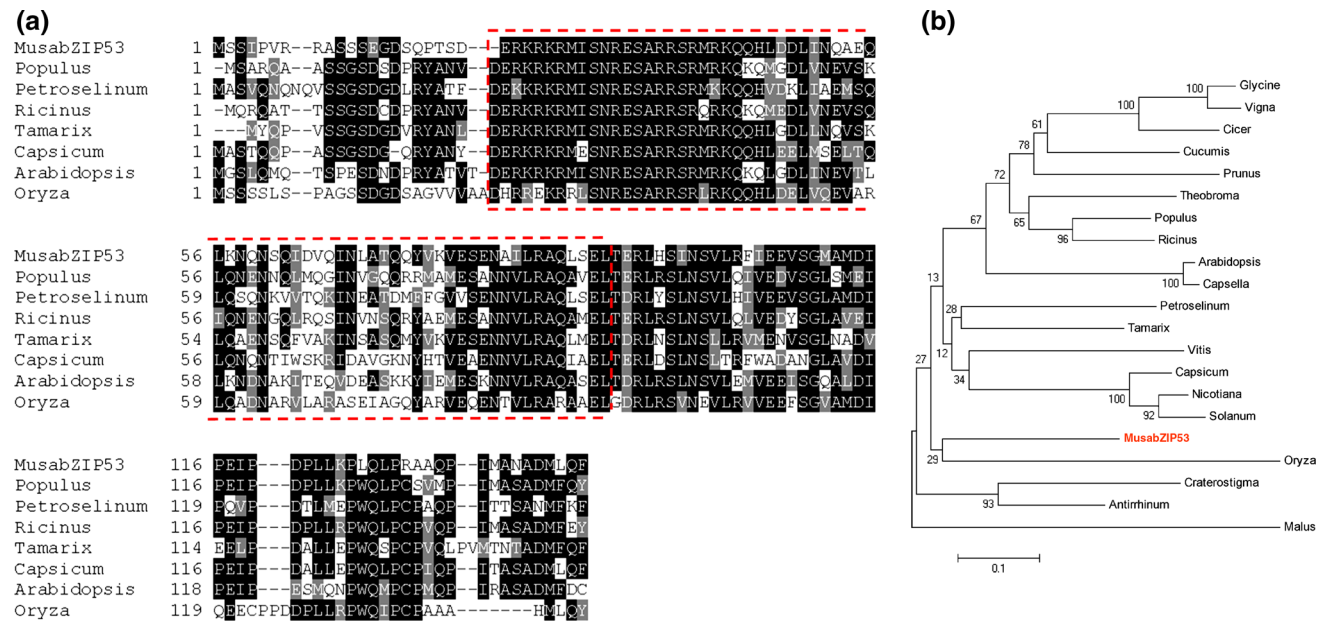 (a)
MusabZIP53 1 MSSIPVR--RASSSEGDSQPTSD---ERKRKRMISNRESARRSRMRKQQHLDDLINQAEQ
Populus 1 -MSARQA--ASSGSDSDPRYANV--DERKRKRMISNRESARRSRMRKQKQMGDLVNEVSK
Petroselinum 1 MASVQNQNQVSSGSDGDLRYATF--DEKKRKRMISNRESARRSRMKKQQHVDKLIAEMSQ
Ricinus 1 -MQRQAT--TSSGSDCDPRYANV--DERKRKRMISNRESARRSRQRKQQQMEDLVNEVSK
Tamarix 1 ---MYQP--VSSGSDGDVRYANL--DERKRKRMISNRESARRSRMRKQQHLGDLLNQVSK
Capsicum 1 MASTQQP--ASSGSDG-QRYANY--DERKRKRMESNRESARRSRMRKQQHLEELMSELTQ
Arabidopsis 1 MGSLQMQ--TSPESDNDPRYATVT-DERKRKRMISNRESARRSRMRKQKQLGDLINEVTL
Oryza 1 MSSSSLS--PAGSSDGDSAGVVVAADHRREKRRLSNRESARRSRLRKQQHLDELVQEVAR
MusabZIP53 56 LKNQNSQIDVQINLATQQYVKVESENAILRAQLSELTERLHSINSVLRFIEEVSGMAMDI
Populus 56 LQNENNQLMQGINVGQQRRMAMESANNVLRAQAVELTERLRSLNSVLQIVEDVSGLSMEI
Petroselinum 59 LQSQNKVVTQKINEATDMFFGVVSENNVLRAQLSELTDRLYSLNSVLHIVEEVSGLAMDI
Ricinus 56 IQNENGQLRQSINVNSQRYAEMESANNVLRAQAMELTERLRSLNSVLQLVEDYSGLAVEI
Tamarix 54 LQAENSQFVAKINSASQMYVKVESENNVLRAQLMELTDRLRSLNSLLRVMENVSGLNADV
Capsicum 56 LQNQNTIWSKRIDAVGKNYHTVEAENNVLRAQIAELTERLDSLNSLTRFWADANGLAVDI
Arabidopsis 58 LKNDNAKITEQVDEASKKYIEMESKNNVLRAQASELTDRLRSLNSVLEMVEEISGQALDI
Oryza 59 LQADNARVLARASEIAGQYARVEQENTVLRARAAELGDRLRSVNEVLRVVEEFSGVAMDI
MusabZIP53 116 PEIP---DPLLKPLQLPRAAQP--IMANADMLQF
Populus 116 PEIP---DPLLKPWQLPCSVMP--IMASADMFQY
Petroselinum 119 PQVP---DTLMEPWQLPCPAQP--ITTSANMFKF
Ricinus 116 PEIP---DPLLRPWQLPCPVQP--IMASADMFEY
Tamarix 114 EELP---DALLEPWQSPCPVQLPVMTNTADMFQF
Capsicum 116 PEIP---DALLEPWQLPCPIQP--ITASADMLQF
Arabidopsis 118 PEIP---ESMQNPWQMPCPMQP--IRASADMFDC
Oryza 119 QEECPPDDPLLRPWQIPCPAAA-------HMLQY
(b)
Glycine
100
Vigna
100
Cicer
61
Cucumis
78
Prunus
72
Theobroma
65
Populus
96
Ricinus
67
Arabidopsis
100
Capsella
13
Petroselinum
28
Tamarix
12
Vitis
34
Capsicum
100
Nicotiana
92
Solanum
27
MusabZIP53
29
Oryza
Craterostigma
93
Antirrhinum
Malus
0.1